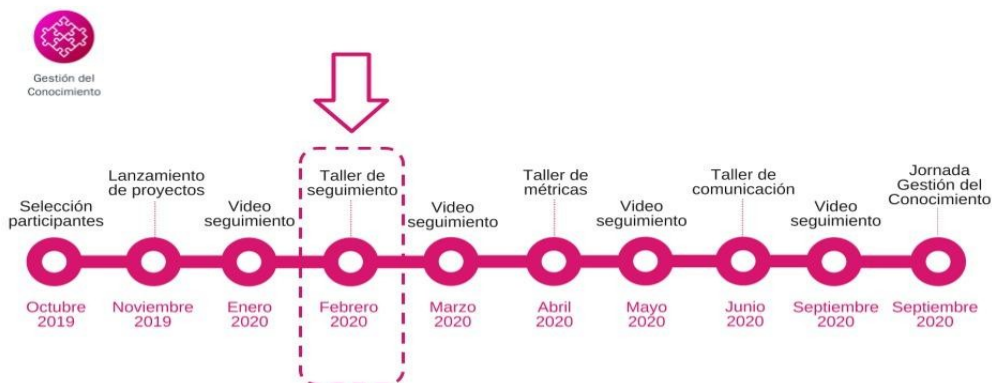 Gestión del
Conocimiento
Selección
participantes
Octubre
2019
Lanzamiento
de proyectos
Noviembre
2019
Video
seguimiento
Enero
2020
Taller de
seguimiento
Febrero
2020
Video
seguimiento
Marzo
2020
Taller de
métricas
Abril
2020
Video
seguimiento
Mayo
2020
Taller de
comunicación
Junio
2020
Video
seguimiento
Septiembre
2020
Jornada
Gestión del
Conocimiento
Septiembre
2020